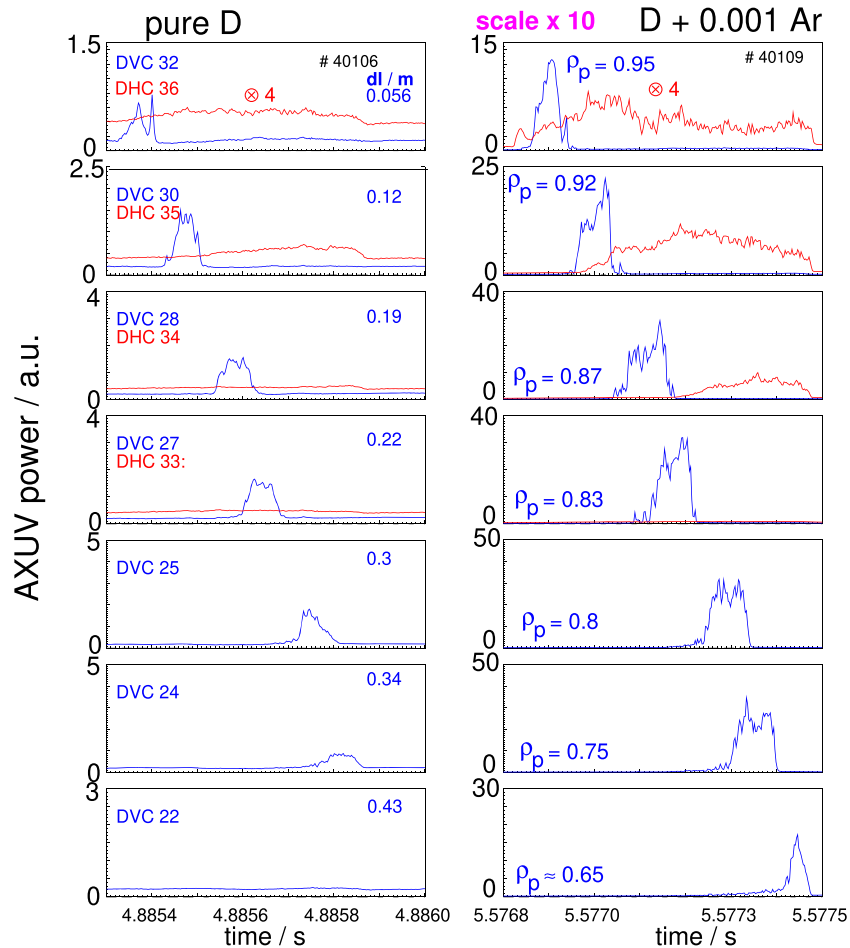 pure D
scale x 10
D + 0.001 Ar
AXUV power / a.u.
1.5
0
DVC 32
DHC 36
# 40106
⊗ 4
dl / m
0.056
15
0
ρp = 0.95
# 40109
⊗ 4
2.5
0
DVC 30
DHC 35
0.12
25
0
ρp = 0.92
4
0
DVC 28
DHC 34
0.19
40
0
ρp = 0.87
4
0
DVC 27
DHC 33:
0.22
40
0
ρp = 0.83
5
0
DVC 25
0.3
50
0
ρp = 0.8
5
0
DVC 24
0.34
50
0
ρp = 0.75
3
0
DVC 22
0.43
30
0
ρp ≈ 0.65
4.8854 4.8856 4.8858 4.8860
5.5768 5.5770 5.5773 5.5775
time / s
time / s